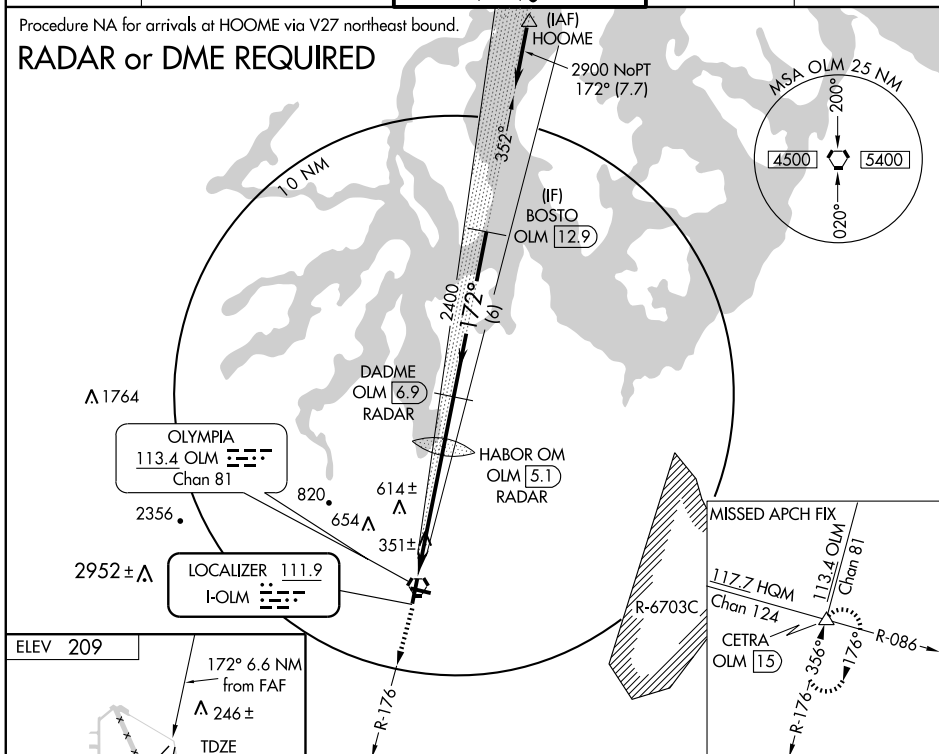 Procedure NA for arrivals at HOOME via V27 northeast bound.
RADAR or DME REQUIRED
(IAF)
HOOME
2900 NoPT
172° (7.7)
352°
MSA OLM 25 NM
200°
4500
5400
020°
10 NM
(IF)
BOSTO
OLM 12.9
2400
172°
(6)
DADME
OLM 6.9
RADAR
1764
OLYMPIA
113.4 OLM
Chan 81
HABOR OM
OLM 5.1
RADAR
614±
820
654
351±
2356
2952±
LOCALIZER 111.9
I-OLM
R-6703C
R-176
MISSED APCH FIX
113.4 OLM
Chan 81
117.7 HQM
Chan 124
CETRA
OLM 15
R-086
356°
176°
R-176
ELEV 209
172° 6.6 NM
from FAF
246±
TDZE